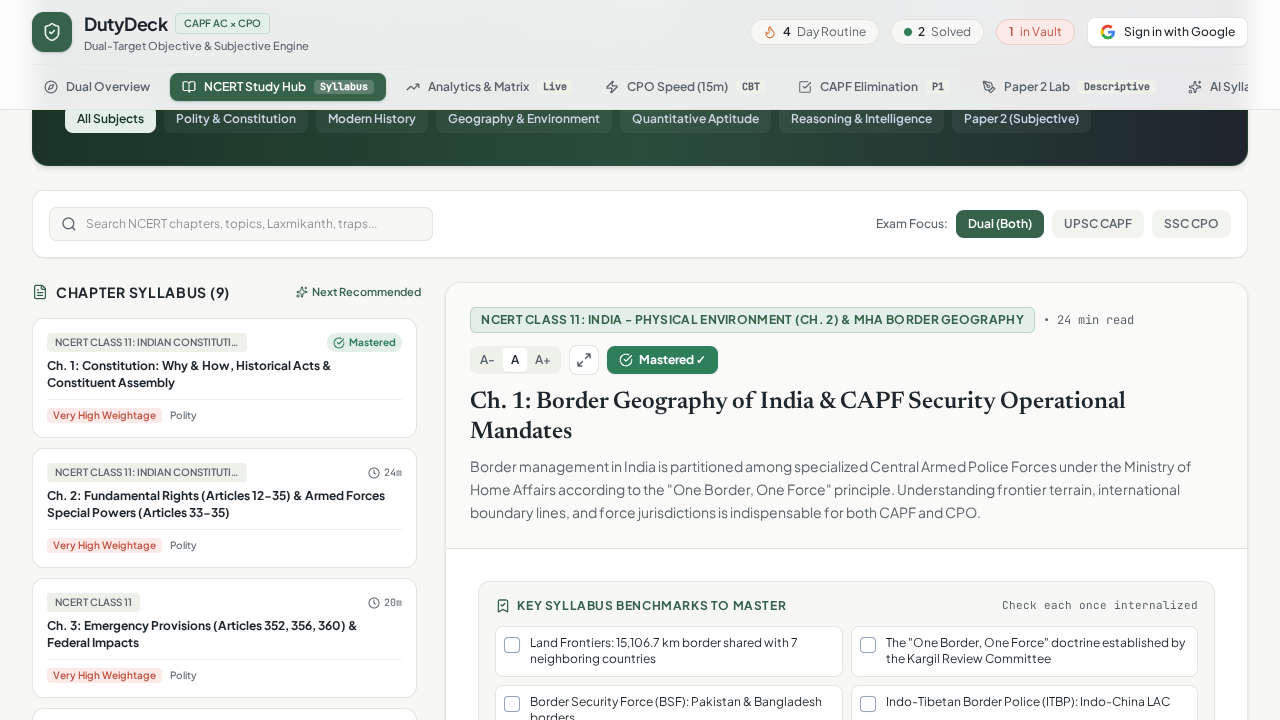 DutyDeck CAPF AC × CPO
Dual-Target Objective & Subjective Engine
4 Day Routine
2 Solved
1 in Vault
Sign in with Google
Dual Overview
NCERT Study Hub Syllabus
Analytics & Matrix Live
CPO Speed (15m) CBT
CAPF Elimination P1
Paper 2 Lab Descriptive
AI Sylla
All Subjects
Polity & Constitution
Modern History
Geography & Environment
Quantitative Aptitude
Reasoning & Intelligence
Paper 2 (Subjective)
Search NCERT chapters, topics, Laxmikanth, traps...
Exam Focus: Dual (Both) UPSC CAPF SSC CPO
CHAPTER SYLLABUS (9)
Next Recommended
NCERT CLASS 11: INDIAN CONSTITUTI...
Mastered
Ch. 1: Constitution: Why & How, Historical Acts &
Constituent Assembly
Very High Weightage Polity
NCERT CLASS 11: INDIAN CONSTITUTI...
24m
Ch. 2: Fundamental Rights (Articles 12–35) & Armed Forces
Special Powers (Articles 33–35)
Very High Weightage Polity
NCERT CLASS 11
20m
Ch. 3: Emergency Provisions (Articles 352, 356, 360) &
Federal Impacts
Very High Weightage Polity
NCERT CLASS 11: INDIA – PHYSICAL ENVIRONMENT (CH. 2) & MHA BORDER GEOGRAPHY • 24 min read
A- A A+
Mastered ✓
Ch. 1: Border Geography of India & CAPF Security Operational
Mandates
Border management in India is partitioned among specialized Central Armed Police Forces under the Ministry of
Home Affairs according to the "One Border, One Force" principle. Understanding frontier terrain, international
boundary lines, and force jurisdictions is indispensable for both CAPF and CPO.
KEY SYLLABUS BENCHMARKS TO MASTER
Check each once internalized
Land Frontiers: 15,106.7 km border shared with 7
neighboring countries
The "One Border, One Force" doctrine established by
the Kargil Review Committee
Border Security Force (BSF): Pakistan & Bangladesh
borders
Indo-Tibetan Border Police (ITBP): Indo-China LAC